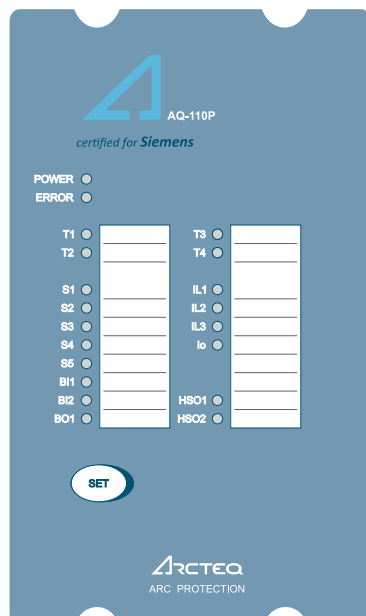 AQ-110P
certified for Siemens
POWER
ERROR
T1
T2
S1
S2
S3
S4
S5
BI1
BI2
BO1
T3
T4
IL1
IL2
IL3
Io
HSO1
HSO2
SET
ARCTEQ
ARC PROTECTION